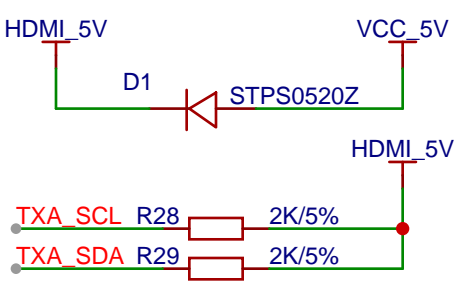 HDMI_5V VCC_5V
D1 STPS0520Z
HDMI_5V
TXA_SCL R28 2K/5%
TXA_SDA R29 2K/5%